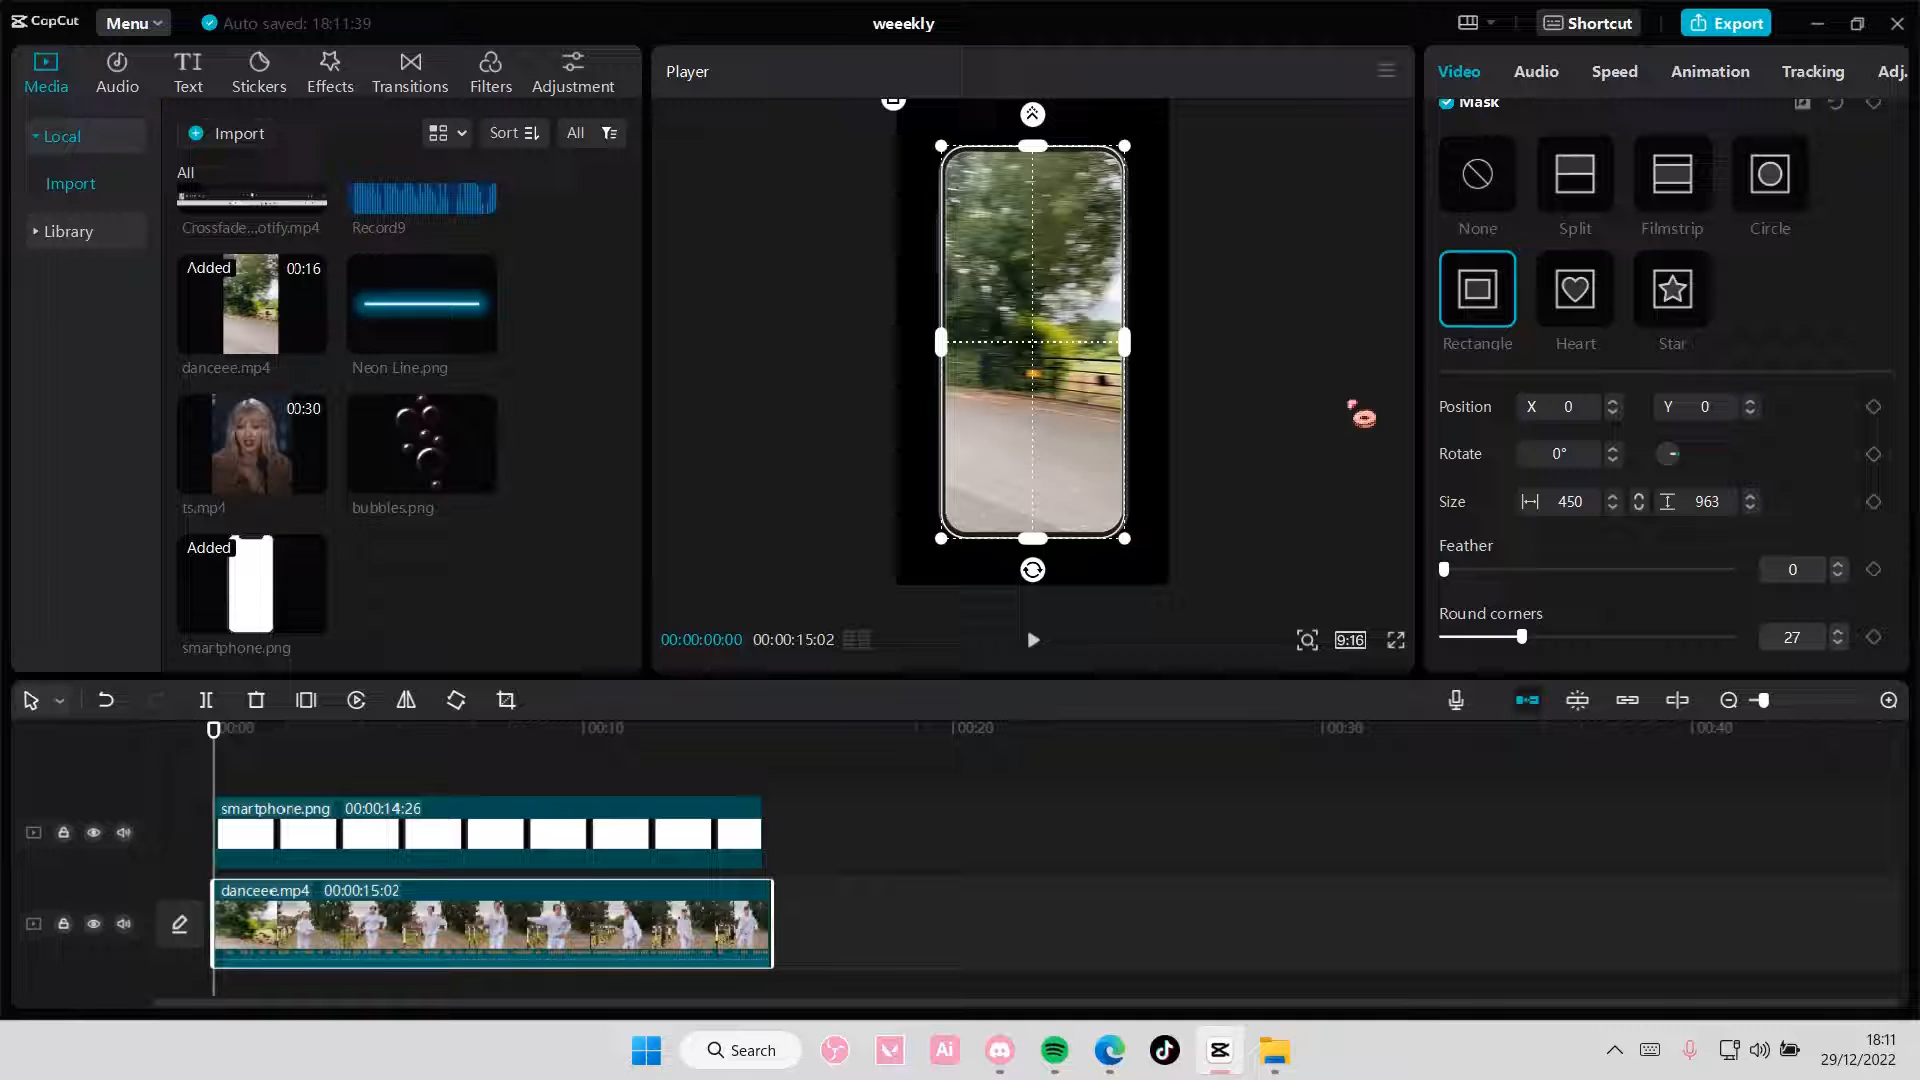 CapCut
Menu
Auto saved: 18:11:39
weeekly
Shortcut
Export
Media
Audio
Text
Stickers
Effects
Transitions
Filters
Adjustment
Local
Import
Library
Import
Sort
All
All
Crossfade...otify.mp4
Record9
Added
00:16
danceee.mp4
Neon Line.png
00:30
ts.mp4
bubbles.png
Added
smartphone.png
Player
00:00:00:00
00:00:15:02
9:16
Video
Audio
Speed
Animation
Tracking
Adj.
Mask
None
Split
Filmstrip
Circle
Rectangle
Heart
Star
Position
X 0
Y 0
Rotate
0°
Size
450
963
Feather
0
Round corners
27
00:00
00:10
00:20
00:30
00:40
smartphone.png 00:00:14:26
danceee.mp4 00:00:15:02
Search
Ai
18:11
29/12/2022